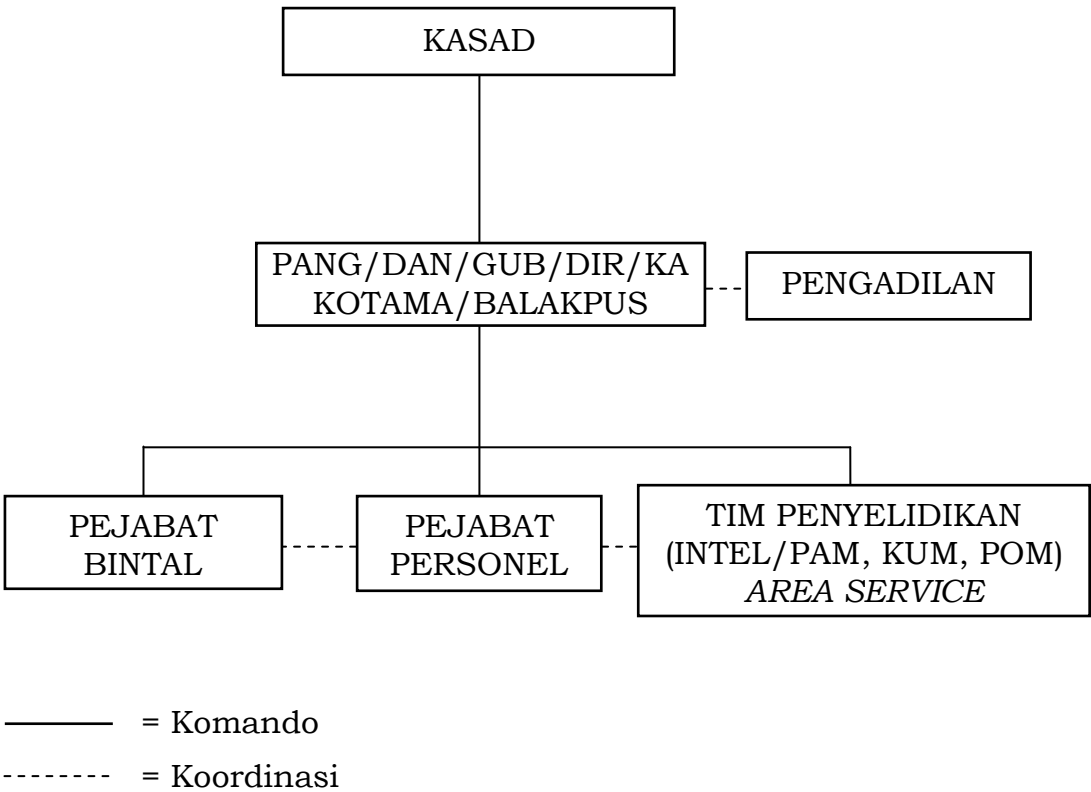 KASAD
PANG/DAN/GUB/DIR/KA
KOTAMA/BALAKPUS
PENGADILAN
PEJABAT
BINTAL
PEJABAT
PERSONEL
TIM PENYELIDIKAN
(INTEL/PAM, KUM, POM)
AREA SERVICE
= Komando
= Koordinasi